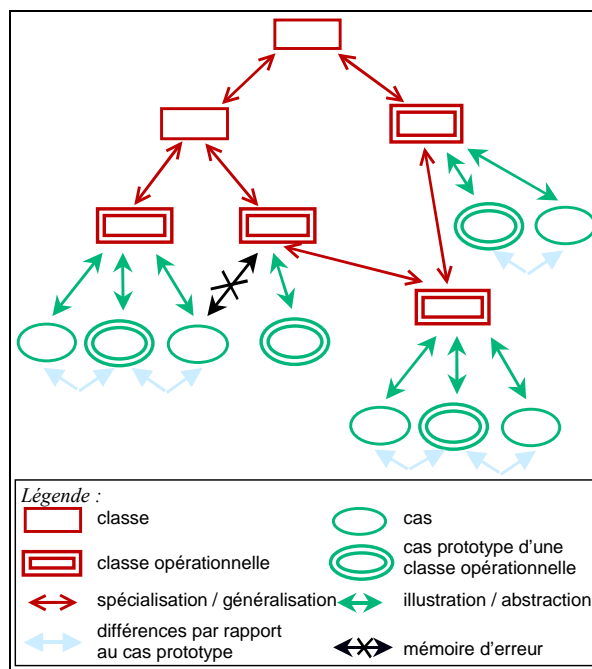 Légende :
classe
cas
classe opérationnelle
cas prototype d'une
classe opérationnelle
spécialisation / généralisation
illustration / abstraction
différences par rapport
au cas prototype
mémoire d'erreur